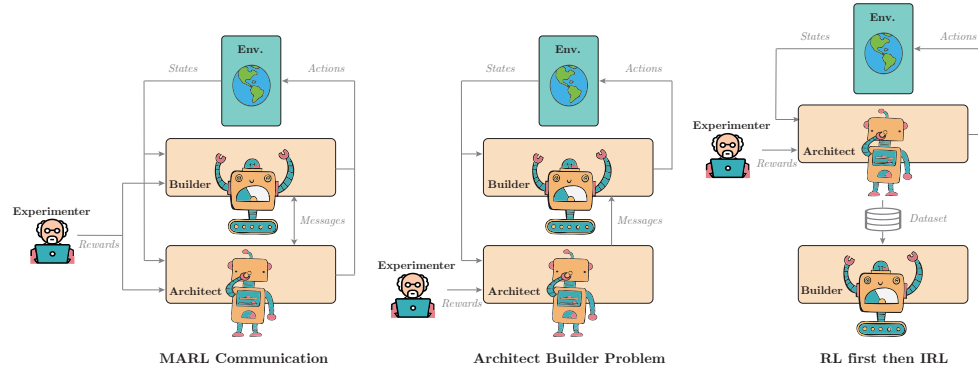 Env.
States
Actions
Builder
Experimenter
Messages
Rewards
Architect
MARL Communication
Env.
States
Actions
Builder
Messages
Experimenter
Architect
Rewards
Architect Builder Problem
Env.
States
Actions
Experimenter
Architect
Rewards
Dataset
Builder
RL first then IRL